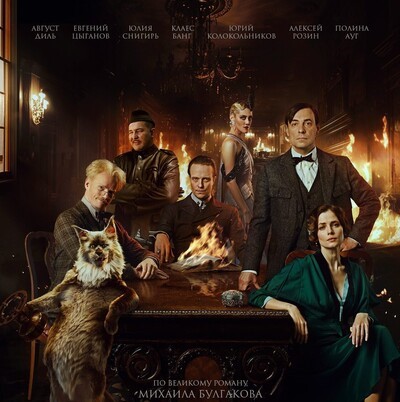 АВГУСТ ЕВГЕНИЙ ЮЛИЯ КЛАЕС ЮРИЙ АЛЕКСЕЙ ПОЛИНА
ДИЛЬ ЦЫГАНОВ СНИГИРЬ БАНГ КОЛОКОЛЬНИКОВ РОЗИН АУГ
ПО ВЕЛИКОМУ РОМАНУ
МИХАИЛА БУЛГАКОВА